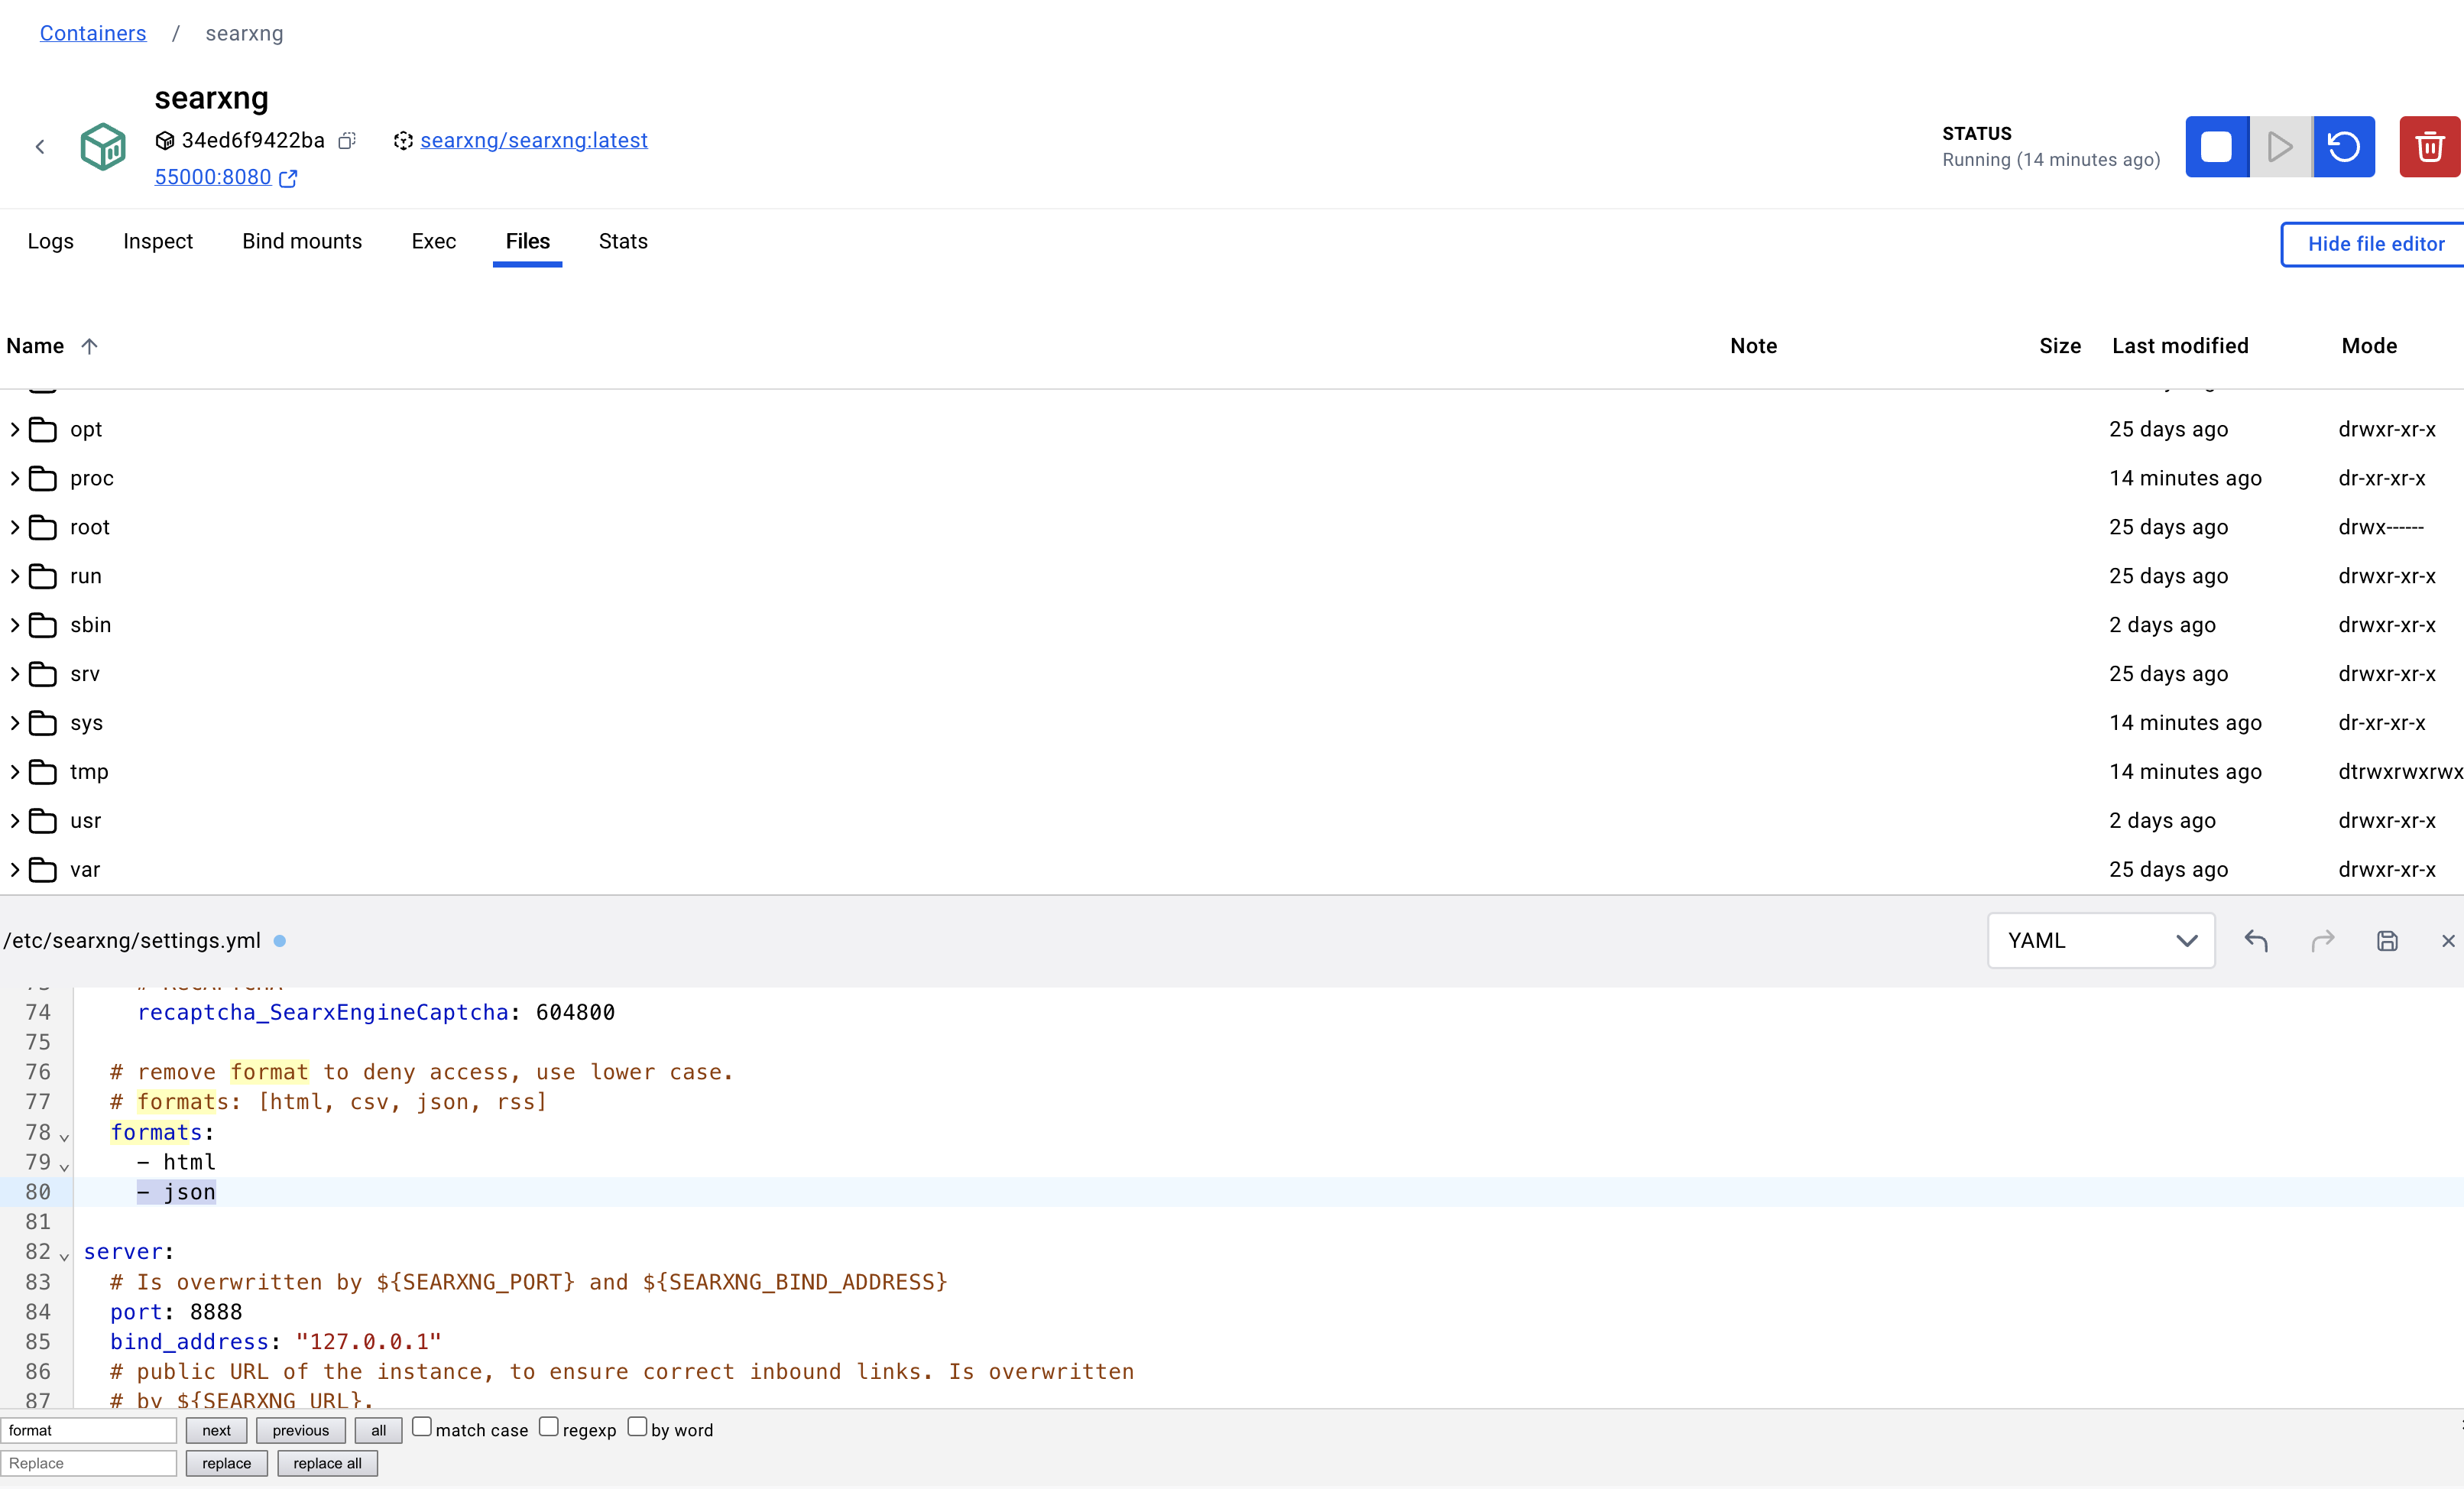 Containers / searxng
searxng
34ed6f9422ba searxng/searxng:latest
55000:8080
STATUS
Running (14 minutes ago)
Logs Inspect Bind mounts Exec Files Stats
Hide file editor
Name Note Size Last modified Mode
opt 25 days ago drwxr-xr-x
proc 14 minutes ago dr-xr-xr-x
root 25 days ago drwx------
run 25 days ago drwxr-xr-x
sbin 2 days ago drwxr-xr-x
srv 25 days ago drwxr-xr-x
sys 14 minutes ago dr-xr-xr-x
tmp 14 minutes ago dtrwxrwxrwx
usr 2 days ago drwxr-xr-x
var 25 days ago drwxr-xr-x
/etc/searxng/settings.yml YAML
74 recaptcha_SearxEngineCaptcha: 604800
75
76 # remove format to deny access, use lower case.
77 # formats: [html, csv, json, rss]
78 formats:
79 - html
80 - json
81
82 server:
83 # Is overwritten by ${SEARXNG_PORT} and ${SEARXNG_BIND_ADDRESS}
84 port: 8888
85 bind_address: "127.0.0.1"
86 # public URL of the instance, to ensure correct inbound links. Is overwritten
87 # by ${SEARXNG_URL}.
format next previous all match case regexp by word
Replace replace replace all